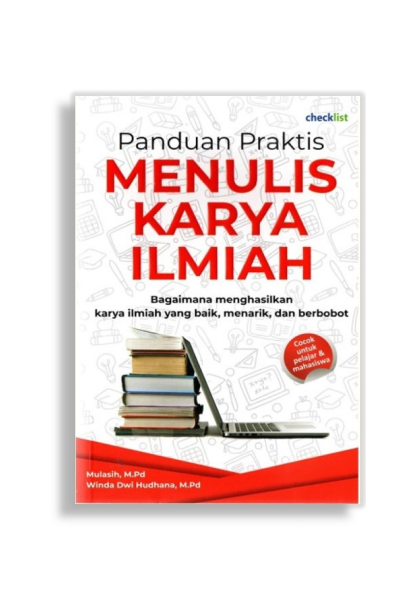 checklist
Panduan Praktis
MENULIS
KARYA
ILMIAH
Bagaimana menghasilkan
karya ilmiah yang baik, menarik, dan berbobot
Cocok
untuk
pelajar &
mahasiswa
Mulasih, M.Pd
Winda Dwi Hudhana, M.Pd